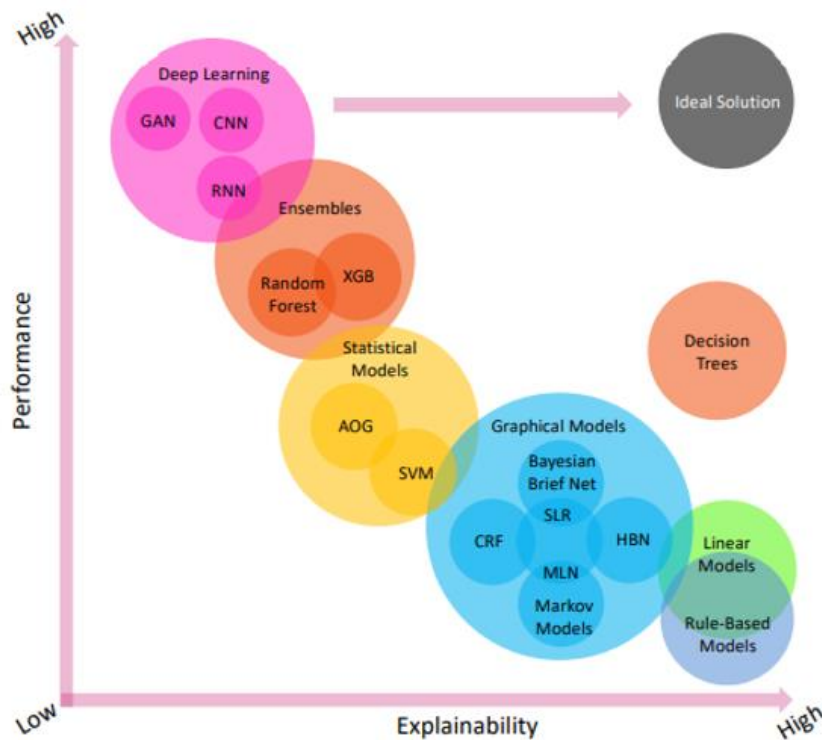 High
Deep Learning
GAN
CNN
RNN
Ideal Solution
Ensembles
Random
Forest
XGB
Performance
Statistical
Models
AOG
SVM
Decision
Trees
Graphical Models
Bayesian
Brief Net
SLR
CRF
HBN
MLN
Markov
Models
Linear
Models
Rule-Based
Models
Low
Explainability
High